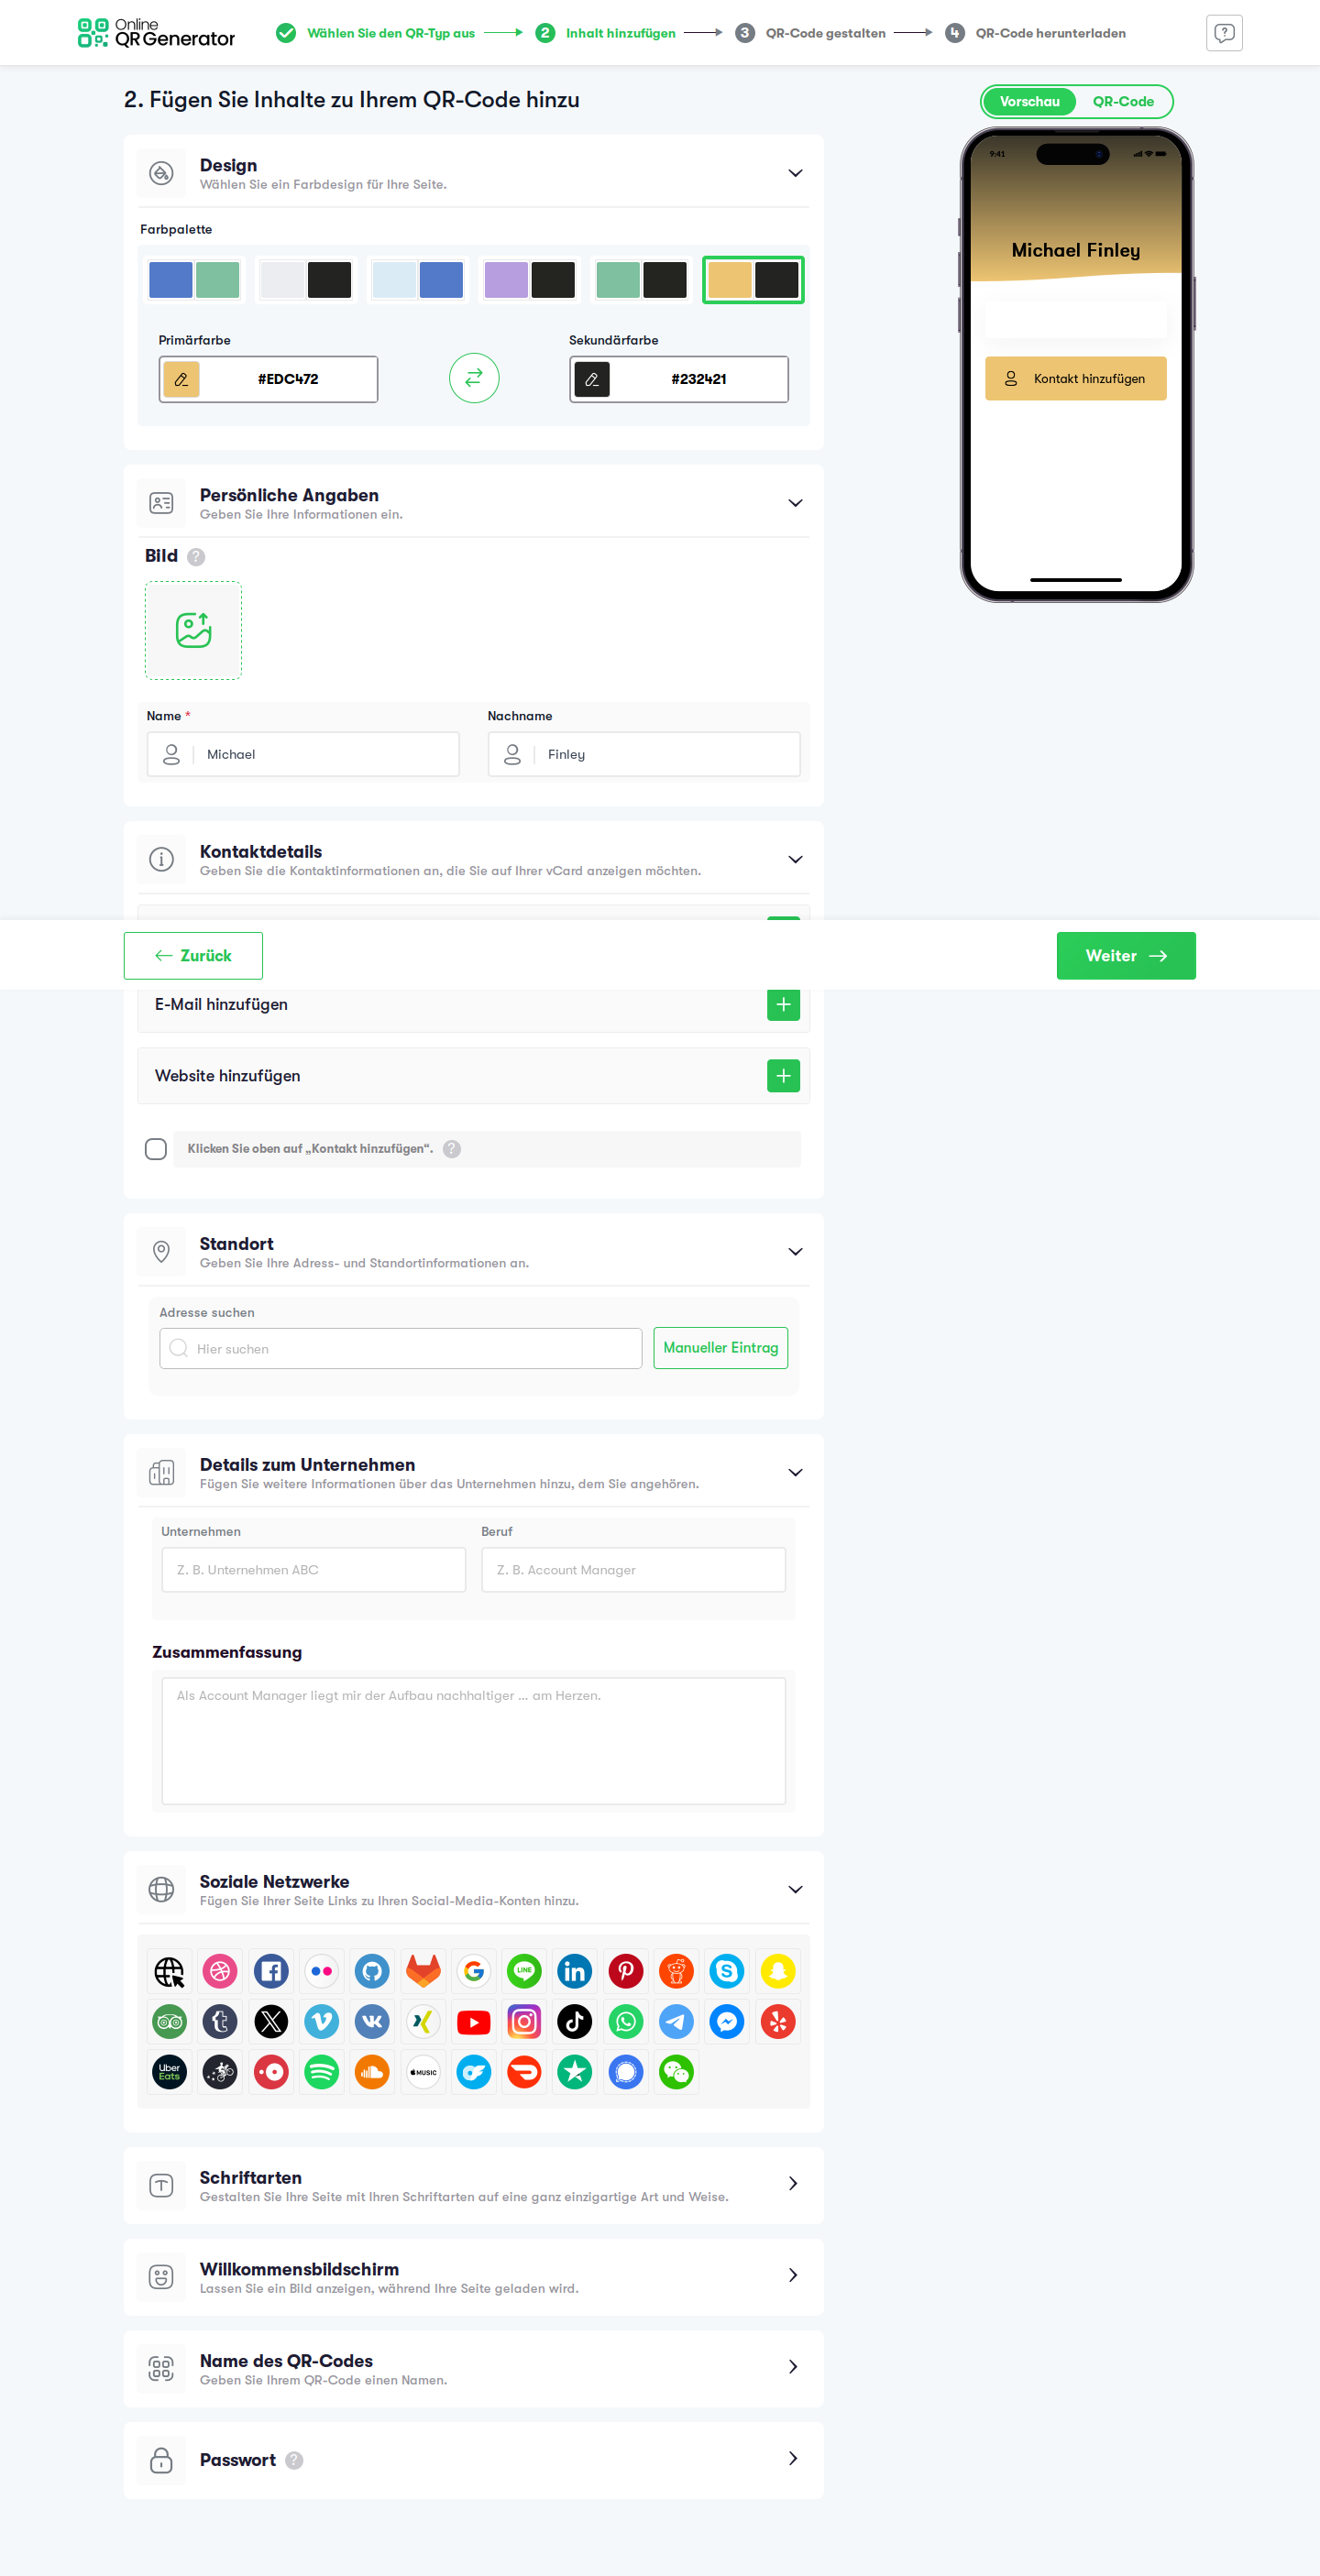 Online
QR Generator
Wählen Sie den QR-Typ aus
2 Inhalt hinzufügen
3 QR-Code gestalten
4 QR-Code herunterladen
2. Fügen Sie Inhalte zu Ihrem QR-Code hinzu
Vorschau QR-Code
9:41
Michael Finley
Kontakt hinzufügen
Design
Wählen Sie ein Farbdesign für Ihre Seite.
Farbpalette
Primärfarbe
#EDC472
Sekundärfarbe
#232421
Persönliche Angaben
Geben Sie Ihre Informationen ein.
Bild ?
Name *
Michael
Nachname
Finley
Kontaktdetails
Geben Sie die Kontaktinformationen an, die Sie auf Ihrer vCard anzeigen möchten.
Zurück
Weiter
E-Mail hinzufügen
Website hinzufügen
Klicken Sie oben auf „Kontakt hinzufügen“. ?
Standort
Geben Sie Ihre Adress- und Standortinformationen an.
Adresse suchen
Hier suchen
Manueller Eintrag
Details zum Unternehmen
Fügen Sie weitere Informationen über das Unternehmen hinzu, dem Sie angehören.
Unternehmen
Z. B. Unternehmen ABC
Beruf
Z. B. Account Manager
Zusammenfassung
Als Account Manager liegt mir der Aufbau nachhaltiger ... am Herzen.
Soziale Netzwerke
Fügen Sie Ihrer Seite Links zu Ihren Social-Media-Konten hinzu.
LINE
Uber Eats
MUSIC
Schriftarten
Gestalten Sie Ihre Seite mit Ihren Schriftarten auf eine ganz einzigartige Art und Weise.
Willkommensbildschirm
Lassen Sie ein Bild anzeigen, während Ihre Seite geladen wird.
Name des QR-Codes
Geben Sie Ihrem QR-Code einen Namen.
Passwort ?